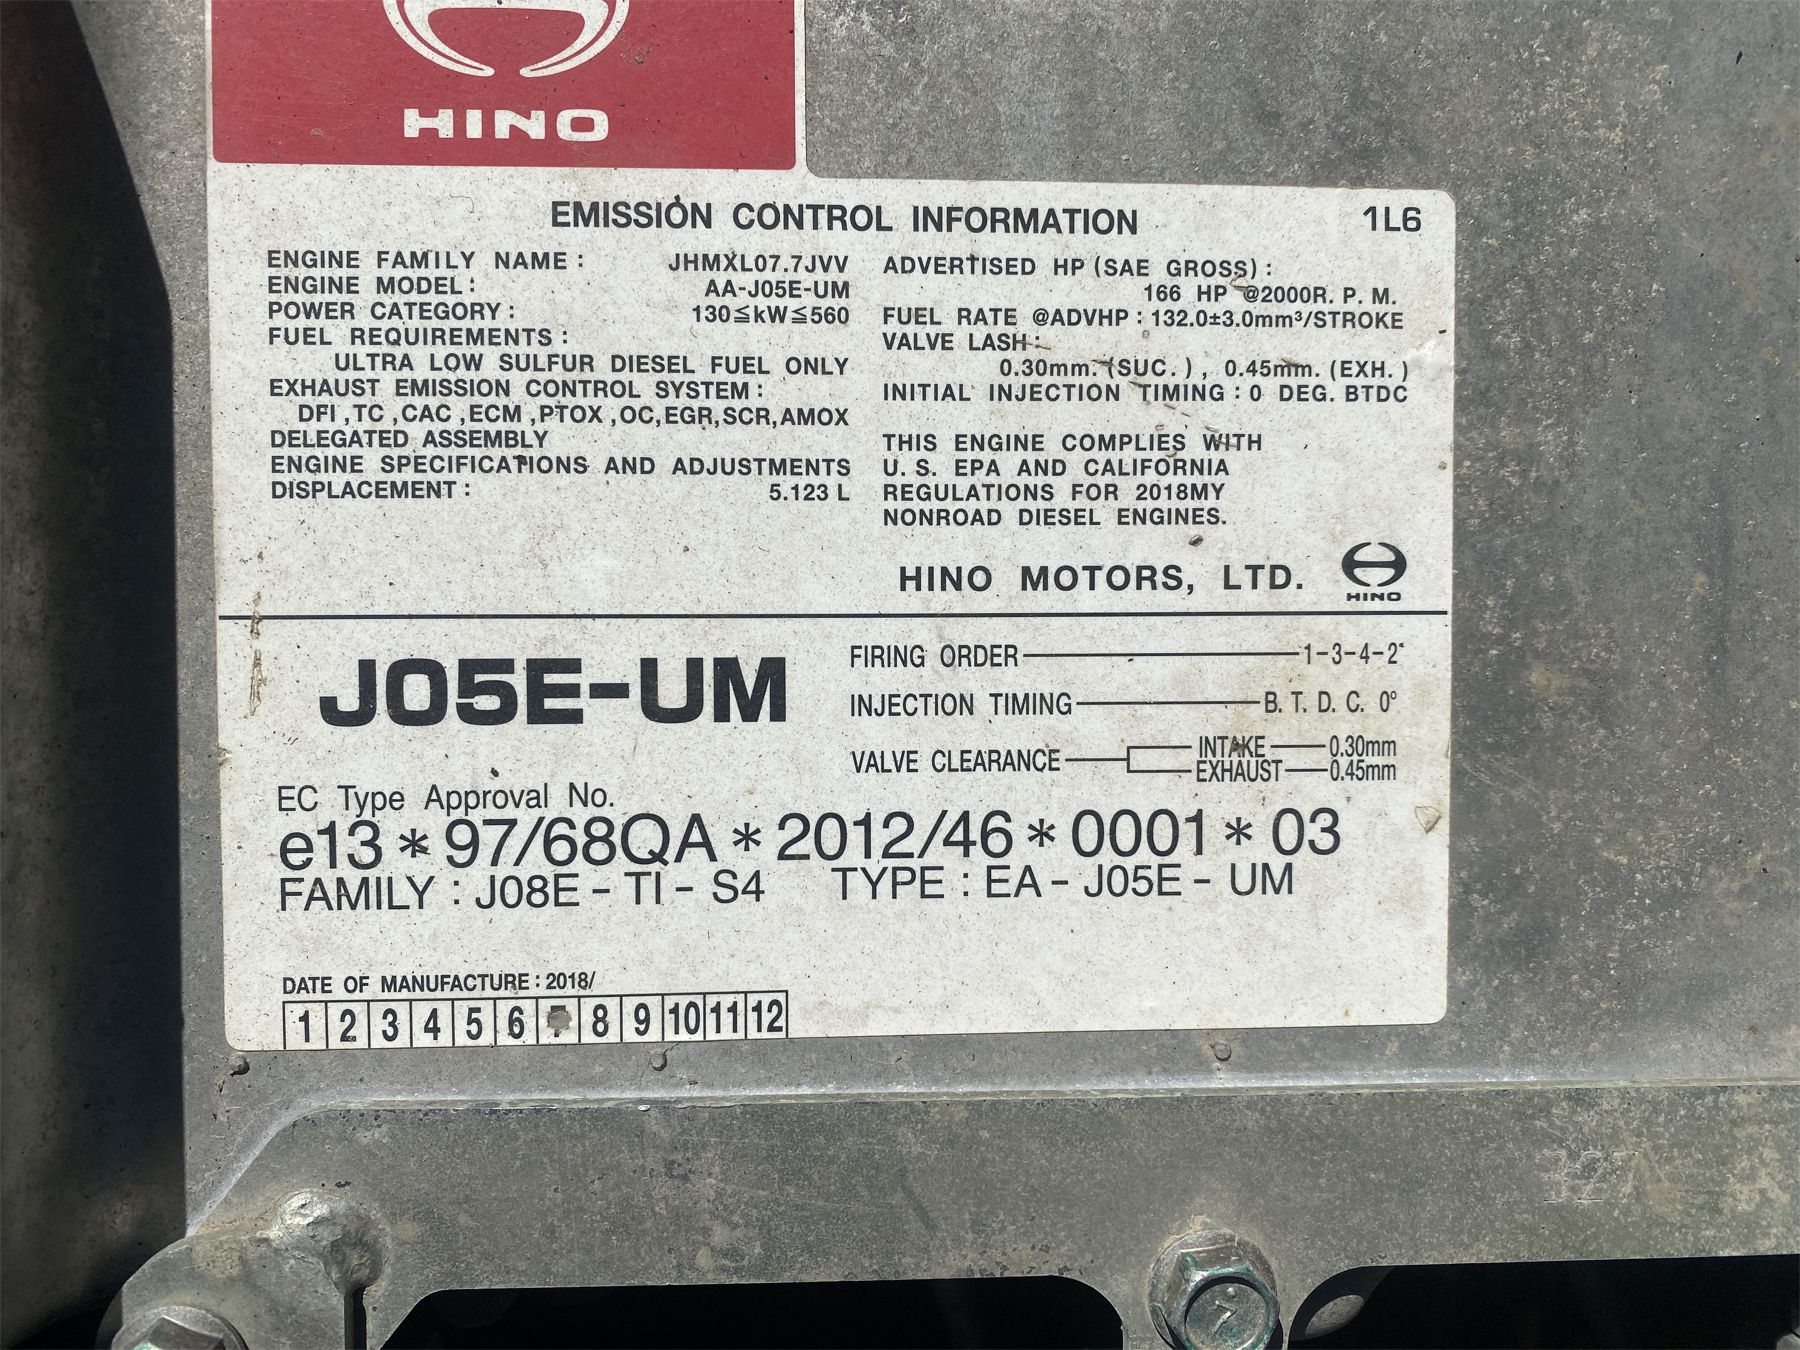 HINO
EMISSION CONTROL INFORMATION 1L6
ENGINE FAMILY NAME : JHMXL07.7JVV
ENGINE MODEL : AA-J05E-UM
POWER CATEGORY : 130≦kW≦560
FUEL REQUIREMENTS :
ULTRA LOW SULFUR DIESEL FUEL ONLY
EXHAUST EMISSION CONTROL SYSTEM :
DFI ,TC ,CAC ,ECM ,PTOX ,OC,EGR,SCR,AMOX
DELEGATED ASSEMBLY
ENGINE SPECIFICATIONS AND ADJUSTMENTS
DISPLACEMENT : 5.123 L
ADVERTISED HP (SAE GROSS) :
166 HP @2000R. P. M.
FUEL RATE @ADVHP : 132.0±3.0mm³/STROKE
VALVE LASH :
0.30mm. (SUC. ) , 0.45mm. (EXH. )
INITIAL INJECTION TIMING : 0 DEG. BTDC
THIS ENGINE COMPLIES WITH
U. S. EPA AND CALIFORNIA
REGULATIONS FOR 2018MY
NONROAD DIESEL ENGINES.
HINO MOTORS, LTD.
HINO
J05E-UM
FIRING ORDER 1-3-4-2
INJECTION TIMING B. T. D. C. 0°
VALVE CLEARANCE
INTAKE 0.30mm
EXHAUST 0.45mm
EC Type Approval No.
e13*97/68QA*2012/46*0001*03
FAMILY : J08E - TI - S4 TYPE : EA - J05E - UM
DATE OF MANUFACTURE : 2018/
1 2 3 4 5 6 7 8 9 10 11 12
7